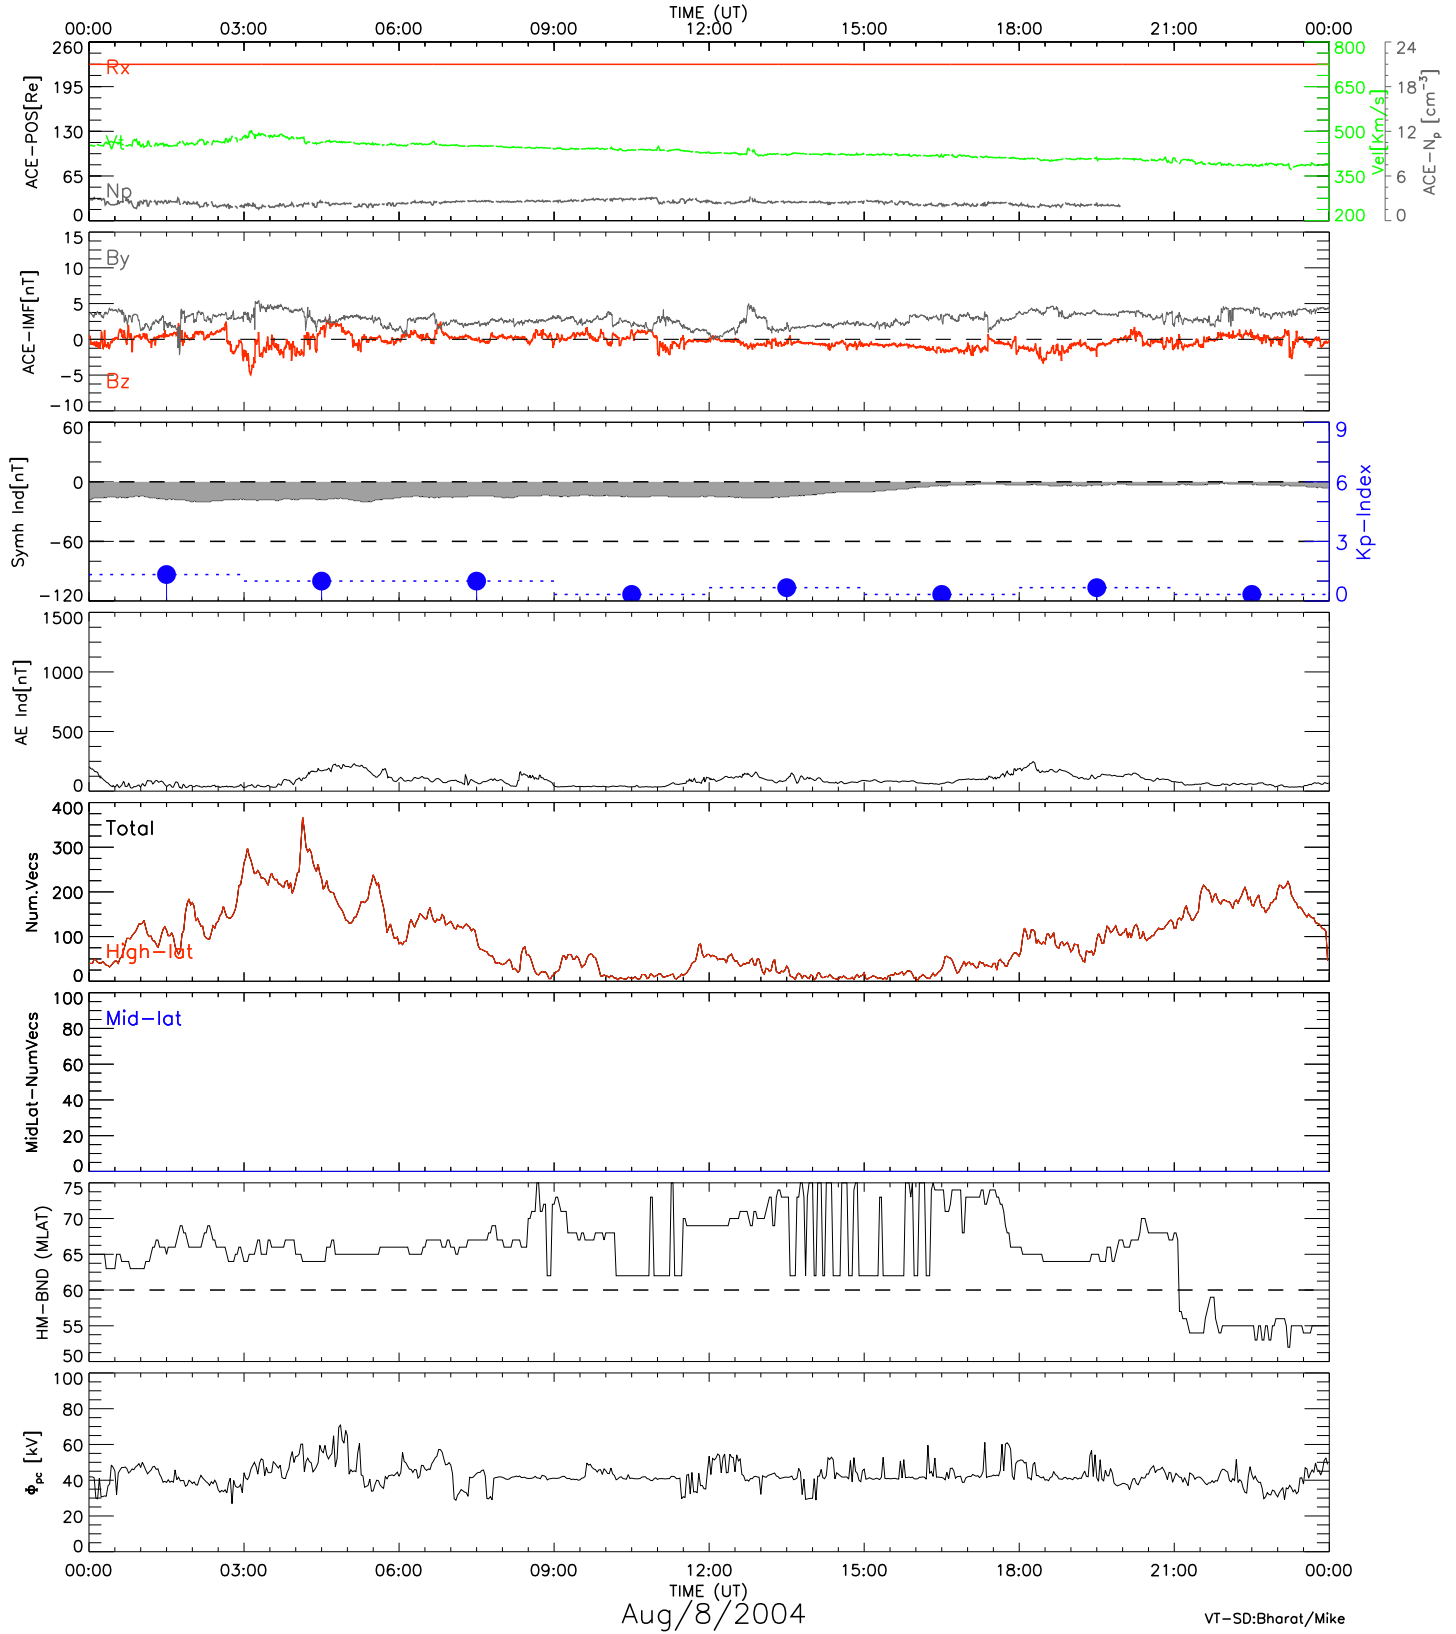 TIME (UT)
00:00 03:00 06:00 09:00 12:00 15:00 18:00 21:00 00:00
ACE-POS[Re]
260
195
130
65
0
Rx
Vt
Np
800
650
500
350
200
Vel[Km/s]
24
18
12
6
0
ACE-Np [cm-3]
ACE-IMF[nT]
15
10
5
0
-5
-10
By
Bz
Symh Ind[nT]
60
0
-60
-120
9
6
3
0
Kp-Index
AE Ind[nT]
1500
1000
500
0
Num.Vecs
400
300
200
100
0
Total
High-lat
MidLat-NumVecs
100
80
60
40
20
0
Mid-lat
HM-BND (MLAT)
75
70
65
60
55
50
Φpc [kV]
100
80
60
40
20
0
00:00 03:00 06:00 09:00 12:00 15:00 18:00 21:00 00:00
TIME (UT)
Aug/8/2004
VT-SD:Bharat/Mike